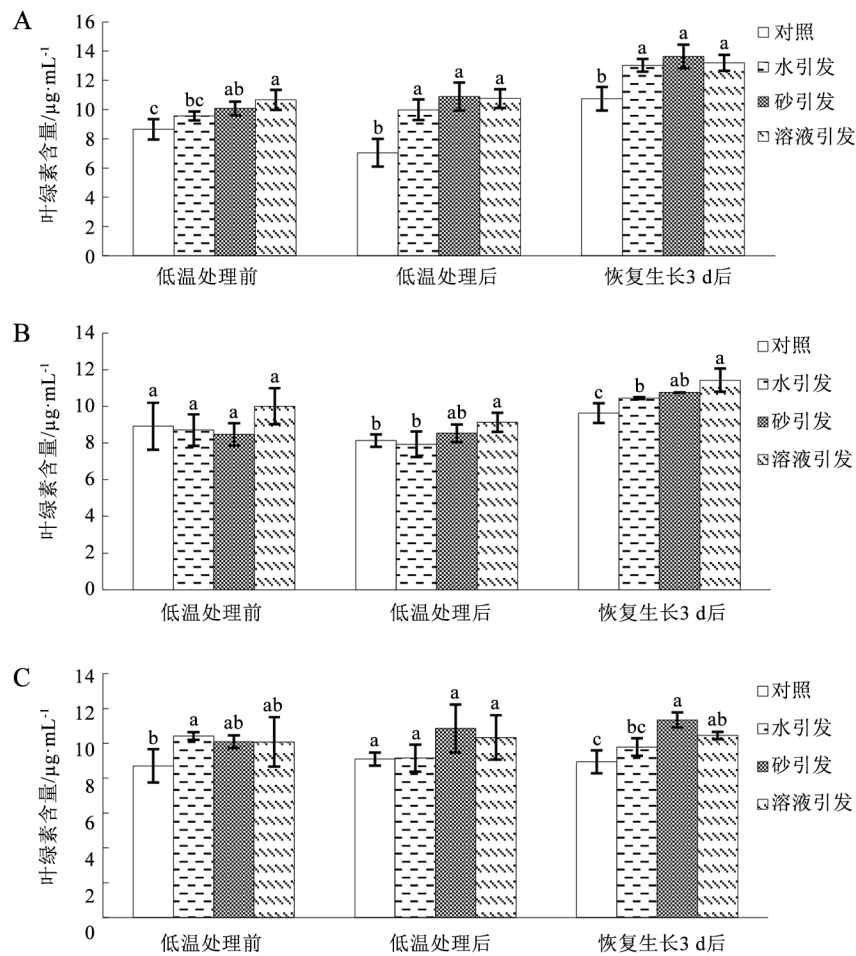 A
叶绿素含量/μg·mL-1
16
14
12
10
8
6
4
2
0
c
bc
ab
a
b
a
a
a
b
a
a
a
低温处理前
低温处理后
恢复生长3 d后
对照
水引发
砂引发
溶液引发
B
叶绿素含量/μg·mL-1
14
12
10
8
6
4
2
0
a
a
a
a
b
b
ab
a
c
b
ab
a
低温处理前
低温处理后
恢复生长3 d后
对照
水引发
砂引发
溶液引发
C
叶绿素含量/μg·mL-1
14
12
10
8
6
4
2
0
b
a
ab
ab
a
a
a
a
c
bc
a
ab
低温处理前
低温处理后
恢复生长3 d后
对照
水引发
砂引发
溶液引发